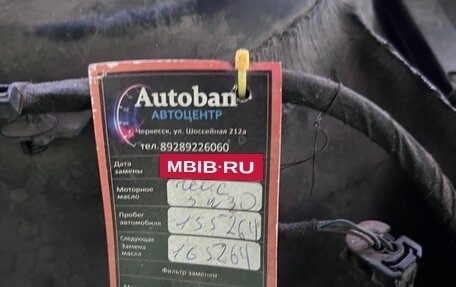 Autoban
АВТОЦЕНТР
Черкесск, ул. Шоссейная 212а
тел.89289226060
Дата замены
MBIB.RU
Моторное масло
5w30
Пробег автомобиля
155264
Следующая Замена масла
165264
Фильтр заменен